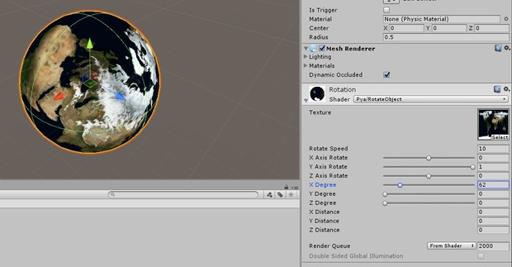 Is Trigger
Material None (Physic Material)
Center X 0 Y 0 Z 0
Radius 0.5
Mesh Renderer
Lighting
Materials
Dynamic Occluded
Rotation
Shader Pya/RotateObject
Texture
Select
Rotate Speed 10
X Axis Rotate 0
Y Axis Rotate 1
Z Axis Rotate 0
X Degree 62
Y Degree 0
Z Degree 0
X Distance 0
Y Distance 0
Z Distance 0
Render Queue From Shader 2000
Double Sided Global Illumination